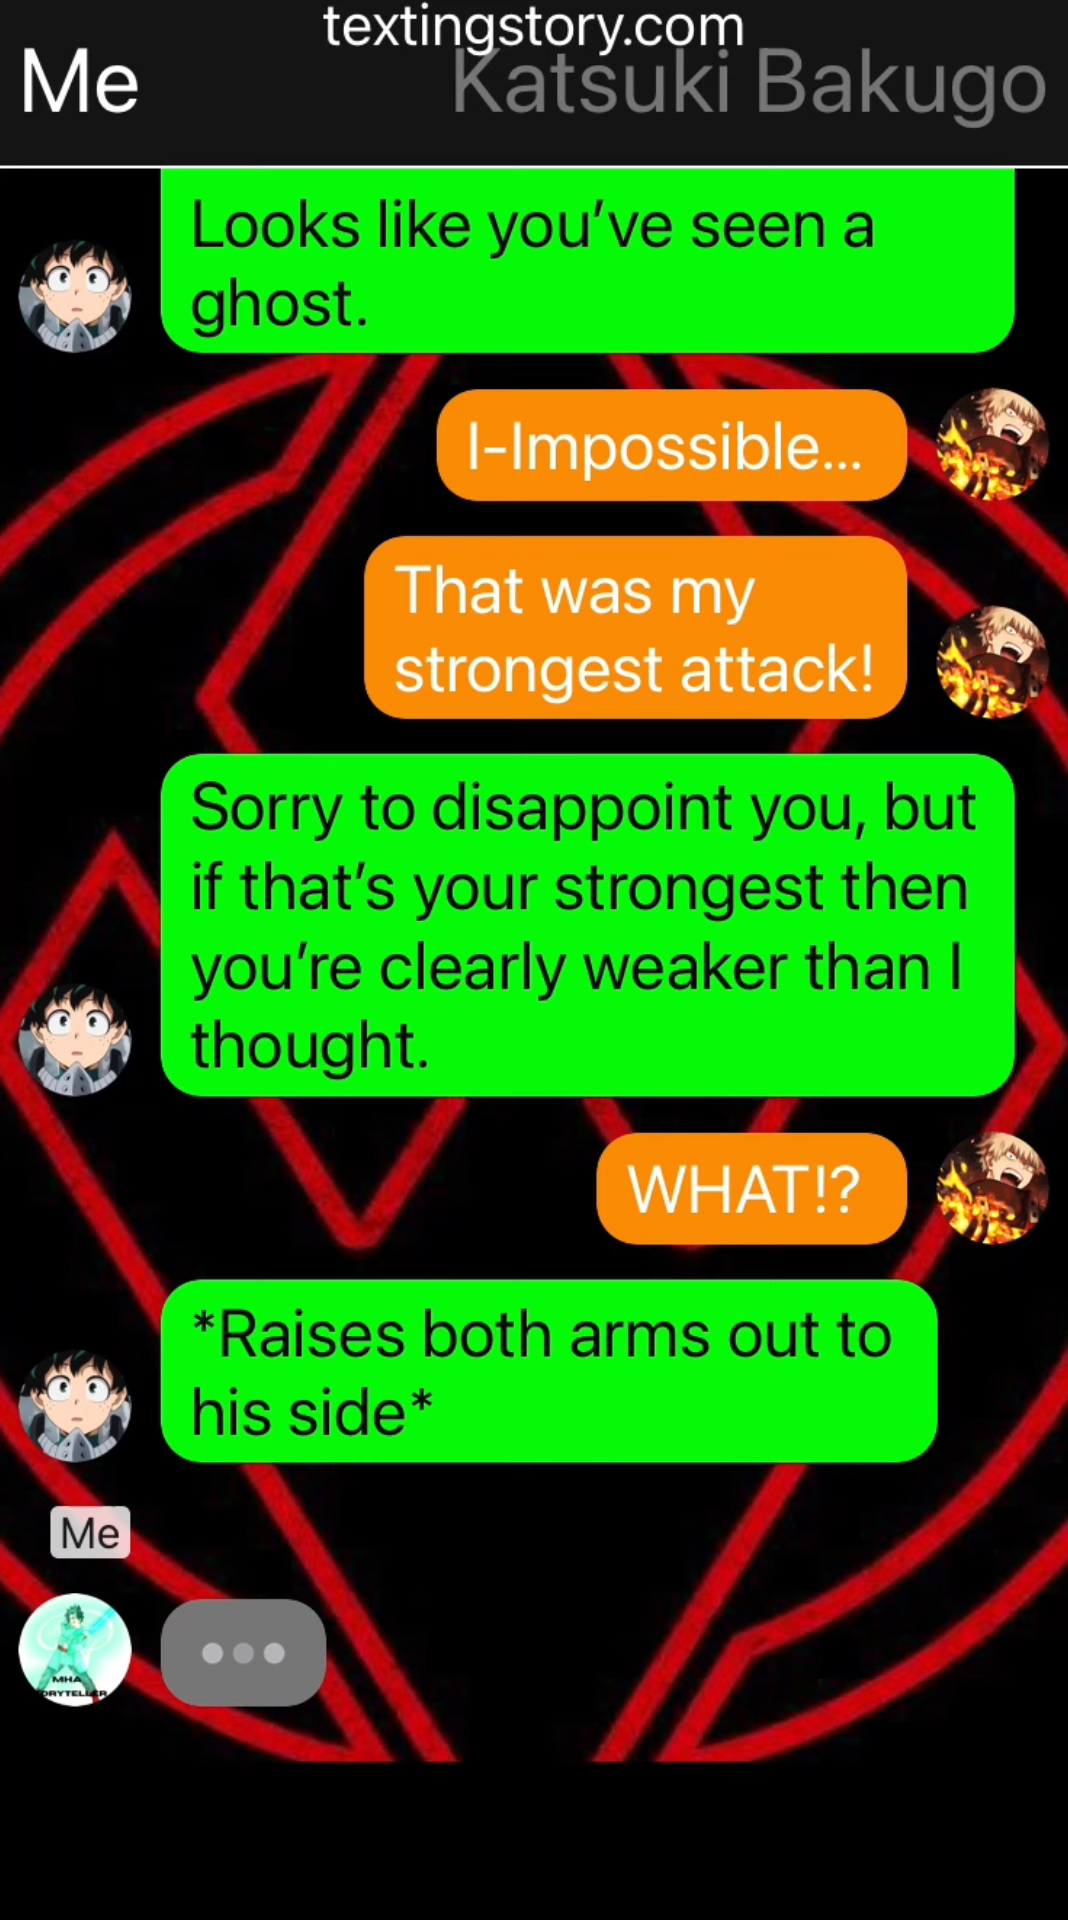 textingstory.com
Me
Katsuki Bakugo
Looks like you’ve seen a
ghost.
I-Impossible...
That was my
strongest attack!
Sorry to disappoint you, but
if that’s your strongest then
you’re clearly weaker than I
thought.
WHAT!?
*Raises both arms out to
his side*
Me
MHA